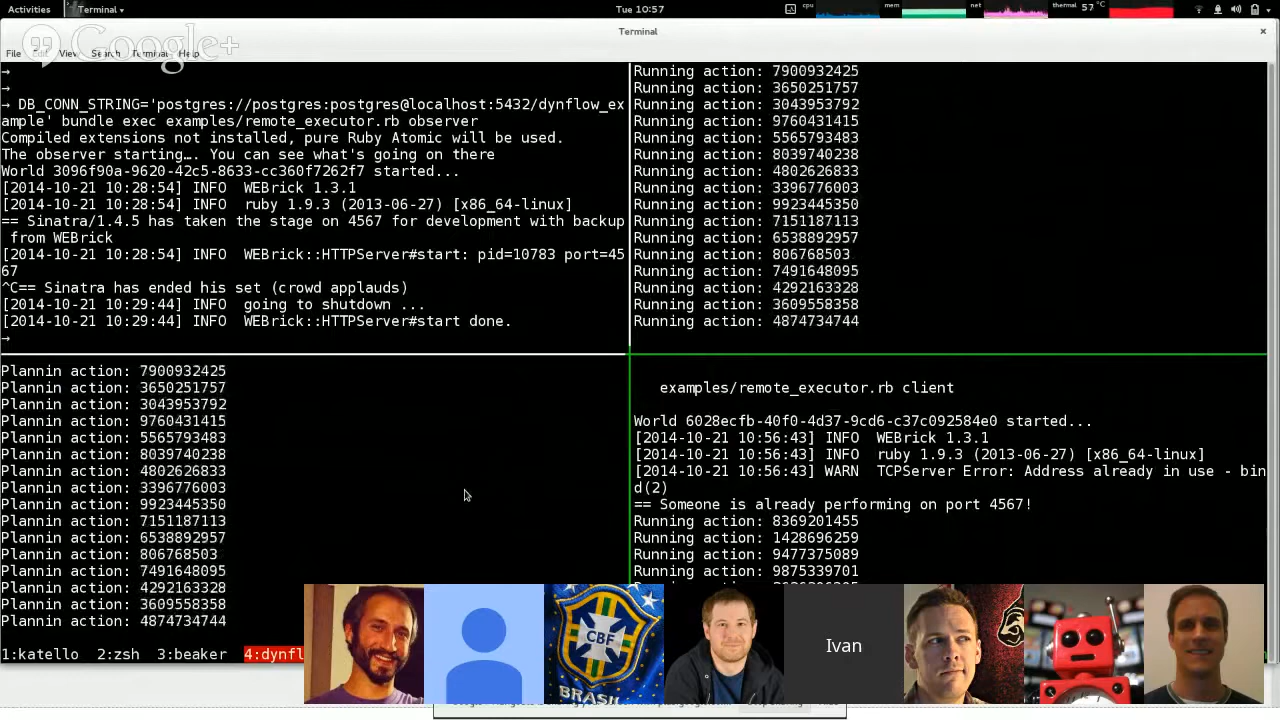 Activities
Terminal
Tue 10:57
cpu
mem
net
thermal 57 °C
Terminal
Google+
File Edit View Search Terminal Help
→
→
→ DB_CONN_STRING='postgres://postgres:postgres@localhost:5432/dynflow_ex
ample' bundle exec examples/remote_executor.rb observer
Compiled extensions not installed, pure Ruby Atomic will be used.
The observer starting…. You can see what's going on there
World 3096f90a-9620-42c5-8633-cc360f7262f7 started...
[2014-10-21 10:28:54] INFO  WEBrick 1.3.1
[2014-10-21 10:28:54] INFO  ruby 1.9.3 (2013-06-27) [x86_64-linux]
== Sinatra/1.4.5 has taken the stage on 4567 for development with backup
from WEBrick
[2014-10-21 10:28:54] INFO  WEBrick::HTTPServer#start: pid=10783 port=45
67
^C== Sinatra has ended his set (crowd applauds)
[2014-10-21 10:29:44] INFO  going to shutdown ...
[2014-10-21 10:29:44] INFO  WEBrick::HTTPServer#start done.
→
Running action: 7900932425
Running action: 3650251757
Running action: 3043953792
Running action: 9760431415
Running action: 5565793483
Running action: 8039740238
Running action: 4802626833
Running action: 3396776003
Running action: 9923445350
Running action: 7151187113
Running action: 6538892957
Running action: 806768503
Running action: 7491648095
Running action: 4292163328
Running action: 3609558358
Running action: 4874734744
Plannin action: 7900932425
Plannin action: 3650251757
Plannin action: 3043953792
Plannin action: 9760431415
Plannin action: 5565793483
Plannin action: 8039740238
Plannin action: 4802626833
Plannin action: 3396776003
Plannin action: 9923445350
Plannin action: 7151187113
Plannin action: 6538892957
Plannin action: 806768503
Plannin action: 7491648095
Plannin action: 4292163328
Plannin action: 3609558358
Plannin action: 4874734744
examples/remote_executor.rb client
World 6028ecfb-40f0-4d37-9cd6-c37c092584e0 started...
[2014-10-21 10:56:43] INFO  WEBrick 1.3.1
[2014-10-21 10:56:43] INFO  ruby 1.9.3 (2013-06-27) [x86_64-linux]
[2014-10-21 10:56:43] WARN  TCPServer Error: Address already in use - bin
d(2)
== Someone is already performing on port 4567!
Running action: 8369201455
Running action: 1428696259
Running action: 9477375089
Running action: 9875339701
1:katello  2:zsh  3:beaker  4:dynfl
CBF
BRASIL
Ivan